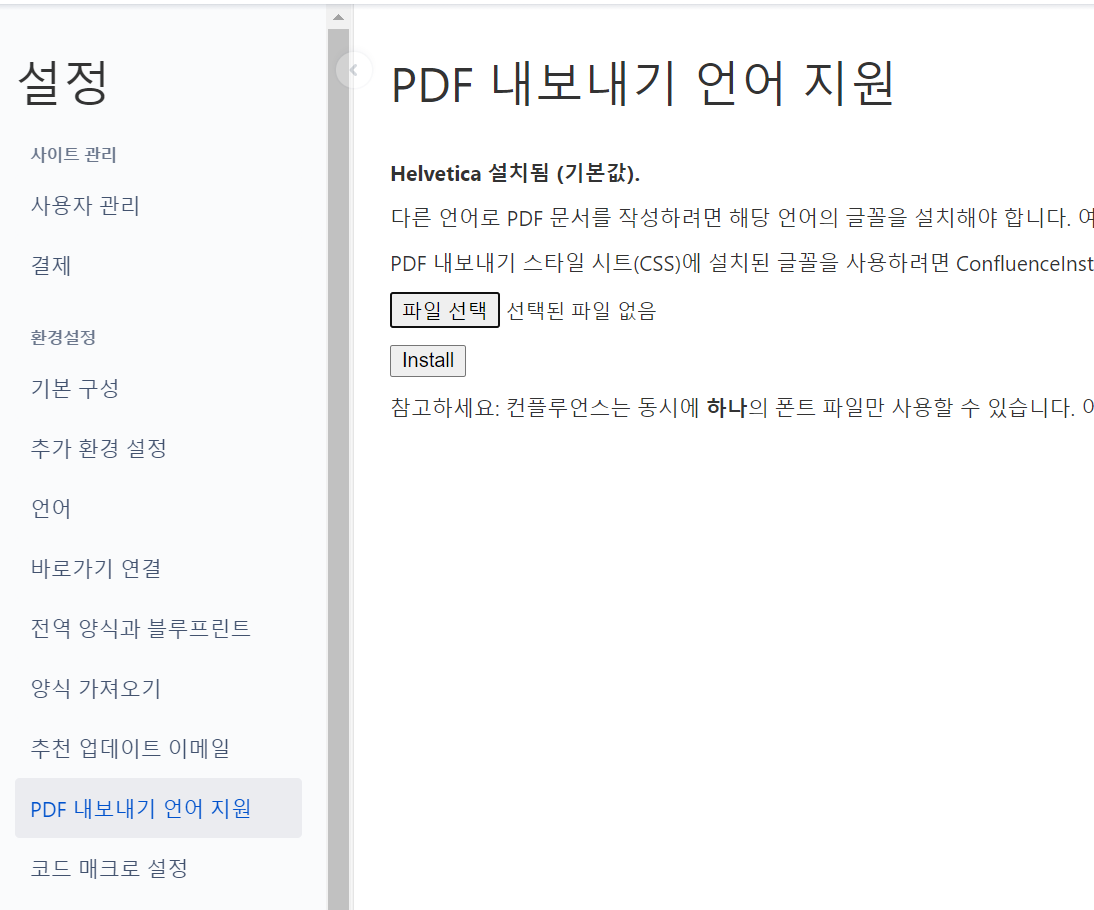 설정
사이트 관리
사용자 관리
결제
환경설정
기본 구성
추가 환경 설정
언어
바로가기 연결
전역 양식과 블루프린트
양식 가져오기
추천 업데이트 이메일
PDF 내보내기 언어 지원
코드 매크로 설정
PDF 내보내기 언어 지원
Helvetica 설치됨 (기본값).
다른 언어로 PDF 문서를 작성하려면 해당 언어의 글꼴을 설치해야 합니다. 여
PDF 내보내기 스타일 시트(CSS)에 설치된 글꼴을 사용하려면 ConfluenceInst
파일 선택 선택된 파일 없음
Install
참고하세요: 컨플루언스는 동시에 하나의 폰트 파일만 사용할 수 있습니다. 이